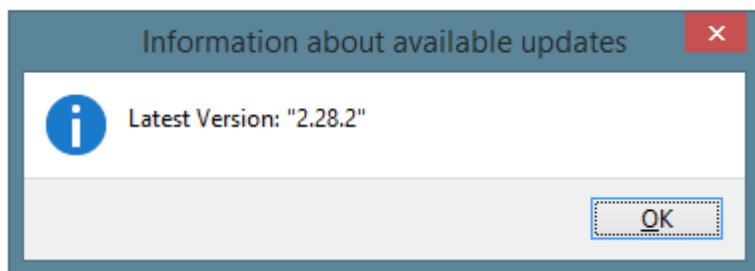 Information about available updates
Latest Version: "2.28.2"
OK